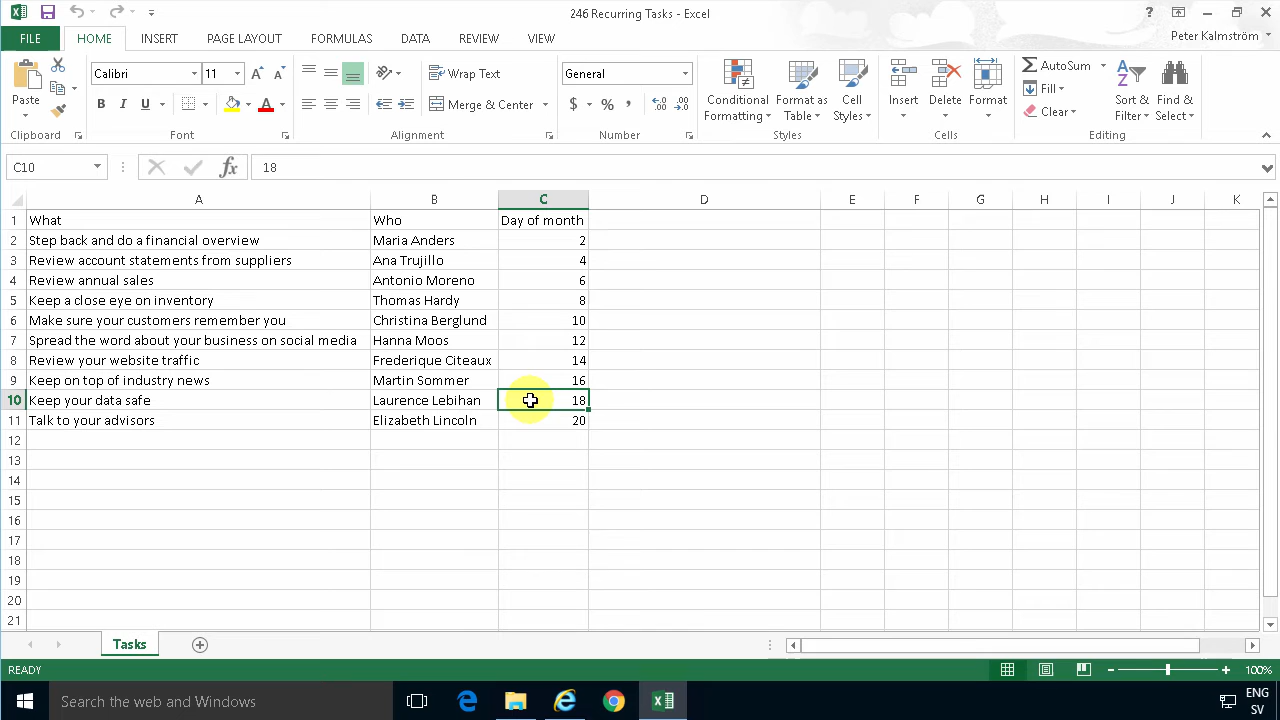 246 Recurring Tasks - Excel
?
FILE HOME INSERT PAGE LAYOUT FORMULAS DATA REVIEW VIEW
Peter Kalmström
Paste
Calibri 11
B I U
A A
Wrap Text
Merge & Center
General
$ % ,
Conditional Formatting
Format as Table
Cell Styles
Insert
Delete
Format
AutoSum
Fill
Clear
Sort & Filter
Find & Select
Clipboard Font Alignment Number Styles Cells Editing
C10 fx 18
A B C D E F G H I J K
1 What Who Day of month
2 Step back and do a financial overview Maria Anders 2
3 Review account statements from suppliers Ana Trujillo 4
4 Review annual sales Antonio Moreno 6
5 Keep a close eye on inventory Thomas Hardy 8
6 Make sure your customers remember you Christina Berglund 10
7 Spread the word about your business on social media Hanna Moos 12
8 Review your website traffic Frederique Citeaux 14
9 Keep on top of industry news Martin Sommer 16
10 Keep your data safe Laurence Lebihan 18
11 Talk to your advisors Elizabeth Lincoln 20
12
13
14
15
16
17
18
19
20
21
Tasks
READY 100%
Search the web and Windows
ENG
SV